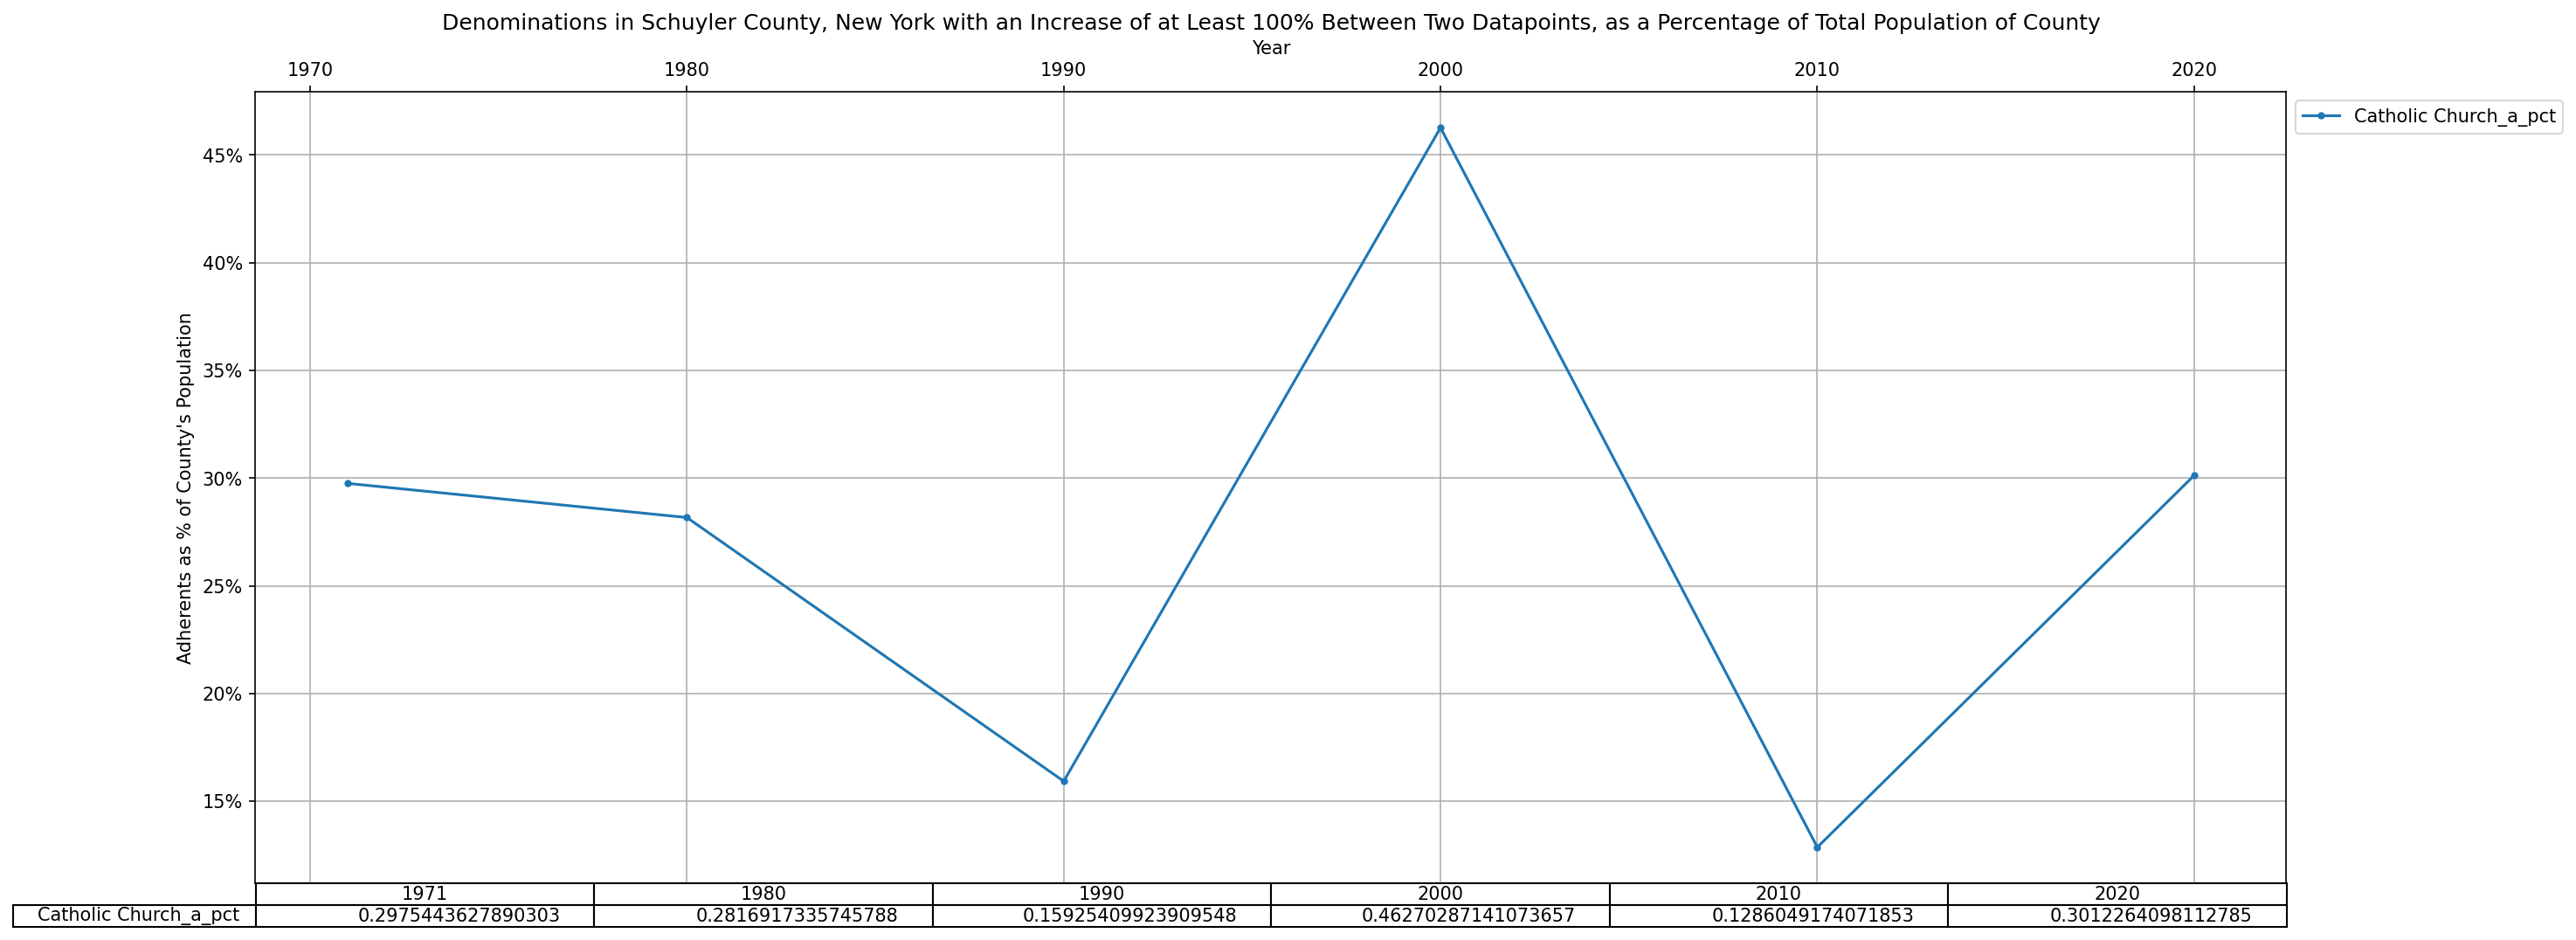 Denominations in Schuyler County, New York with an Increase of at Least 100% Between Two Datapoints, as a Percentage of Total Population of County
Year
1970 1980 1990 2000 2010 2020
Catholic Church_a_pct
45%
40%
35%
30%
25%
20%
15%
Adherents as % of County's Population
1971 1980 1990 2000 2010 2020
Catholic Church_a_pct 0.2975443627890303 0.2816917335745788 0.15925409923909548 0.46270287141073657 0.1286049174071853 0.3012264098112785